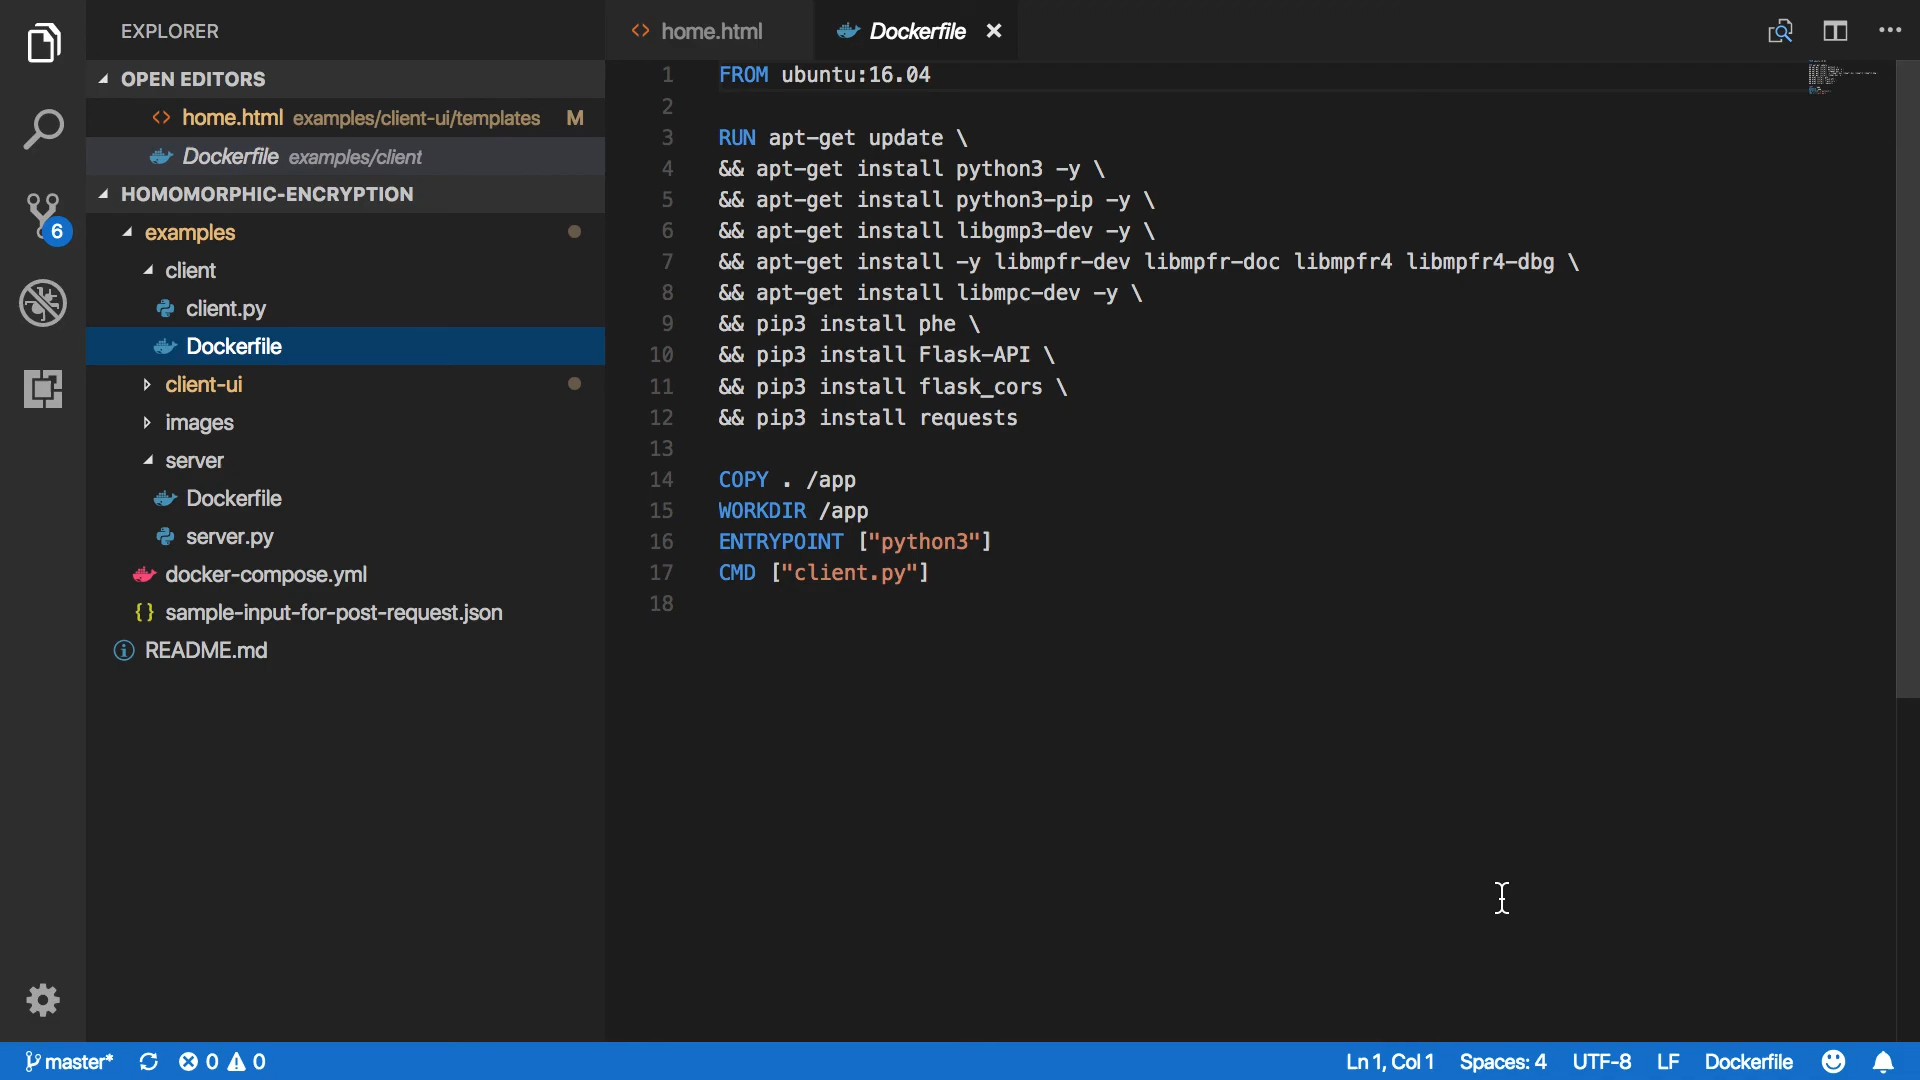 EXPLORER
OPEN EDITORS
home.html examples/client-ui/templates M
Dockerfile examples/client
HOMOMORPHIC-ENCRYPTION
examples
client
client.py
Dockerfile
client-ui
images
server
Dockerfile
server.py
docker-compose.yml
{} sample-input-for-post-request.json
README.md
6
home.html
Dockerfile
1 FROM ubuntu:16.04
2
3 RUN apt-get update \
4 && apt-get install python3 -y \
5 && apt-get install python3-pip -y \
6 && apt-get install libgmp3-dev -y \
7 && apt-get install -y libmpfr-dev libmpfr-doc libmpfr4 libmpfr4-dbg \
8 && apt-get install libmpc-dev -y \
9 && pip3 install phe \
10 && pip3 install Flask-API \
11 && pip3 install flask_cors \
12 && pip3 install requests
13
14 COPY . /app
15 WORKDIR /app
16 ENTRYPOINT ["python3"]
17 CMD ["client.py"]
18
master* 0 0 Ln 1, Col 1 Spaces: 4 UTF-8 LF Dockerfile